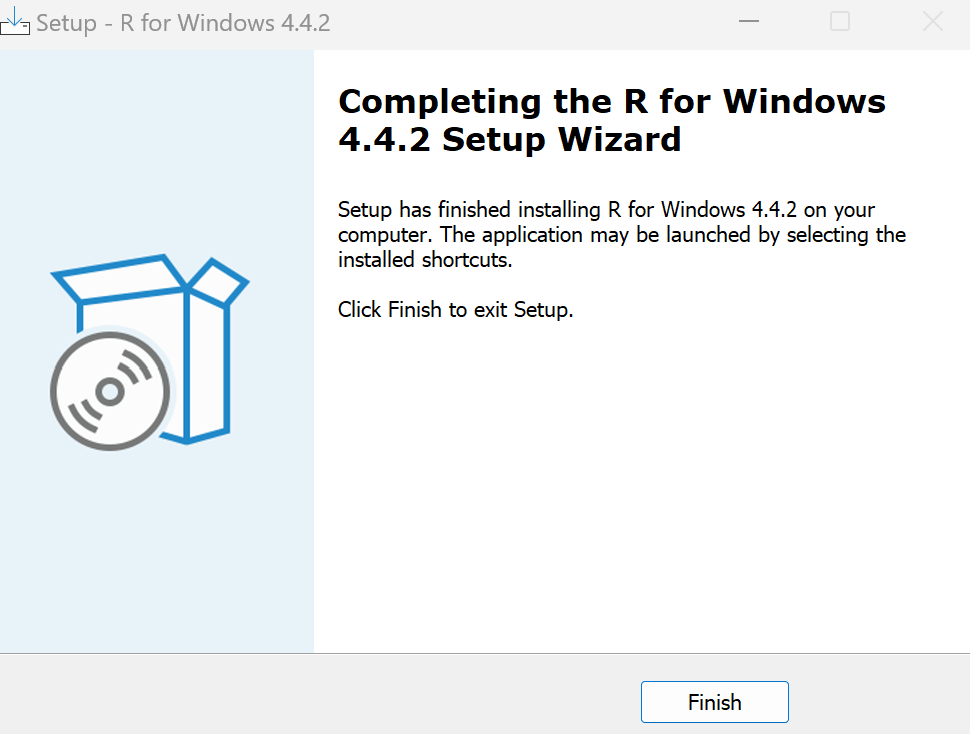 Setup - R for Windows 4.4.2
Completing the R for Windows
4.4.2 Setup Wizard
Setup has finished installing R for Windows 4.4.2 on your
computer. The application may be launched by selecting the
installed shortcuts.
Click Finish to exit Setup.
Finish